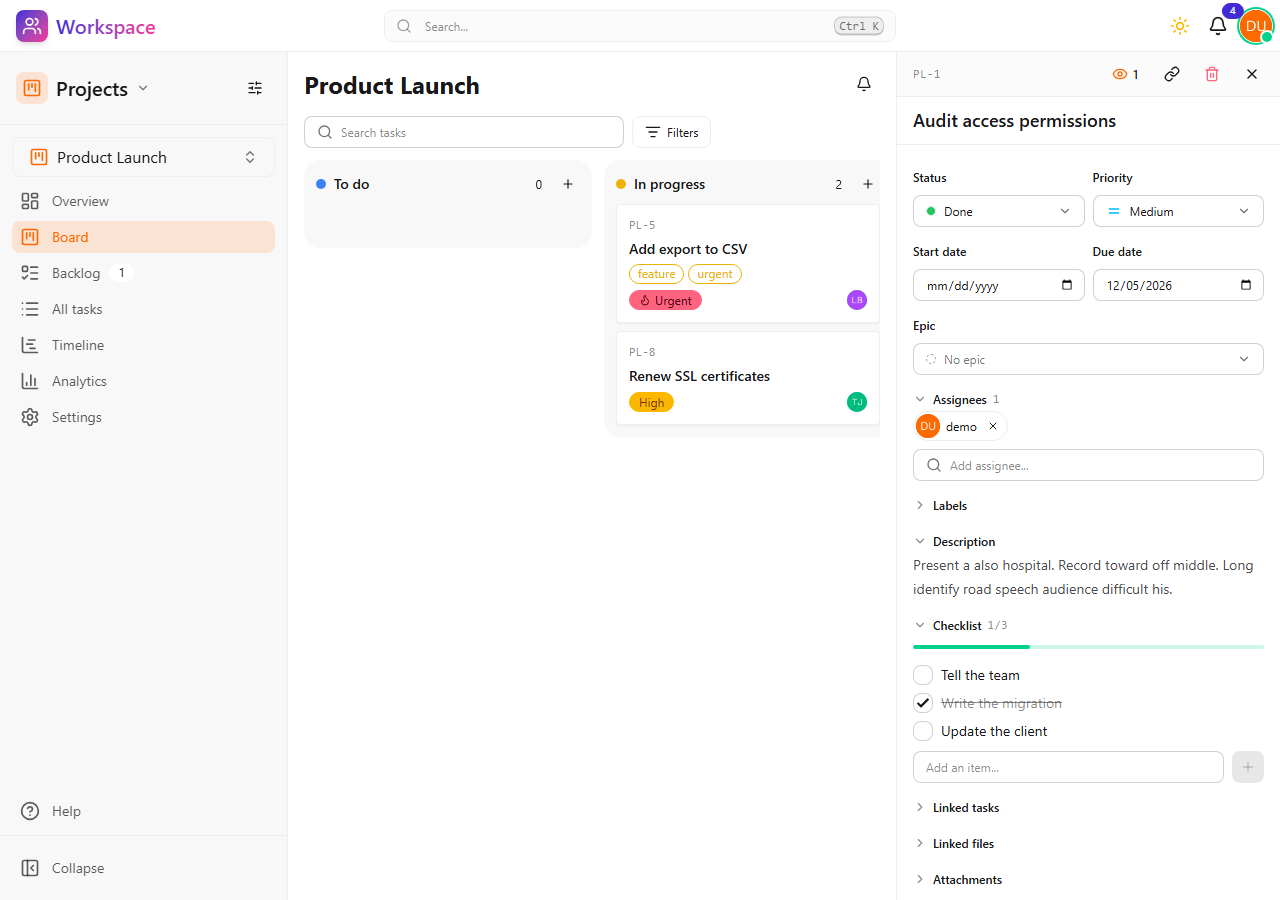 Workspace
Search...
Ctrl K
4
DU
Projects
Product Launch
Overview
Board
Backlog 1
All tasks
Timeline
Analytics
Settings
Help
Collapse
Product Launch
Search tasks
Filters
To do 0
In progress 2
PL-5
Add export to CSV
feature urgent
Urgent
LB
PL-8
Renew SSL certificates
High
TJ
PL-1
1
Audit access permissions
Status Priority
Done Medium
Start date Due date
mm/dd/yyyy 12/05/2026
Epic
No epic
Assignees 1
DU demo
Add assignee...
Labels
Description
Present a also hospital. Record toward off middle. Long
identify road speech audience difficult his.
Checklist 1/3
Tell the team
Write the migration
Update the client
Add an item...
Linked tasks
Linked files
Attachments